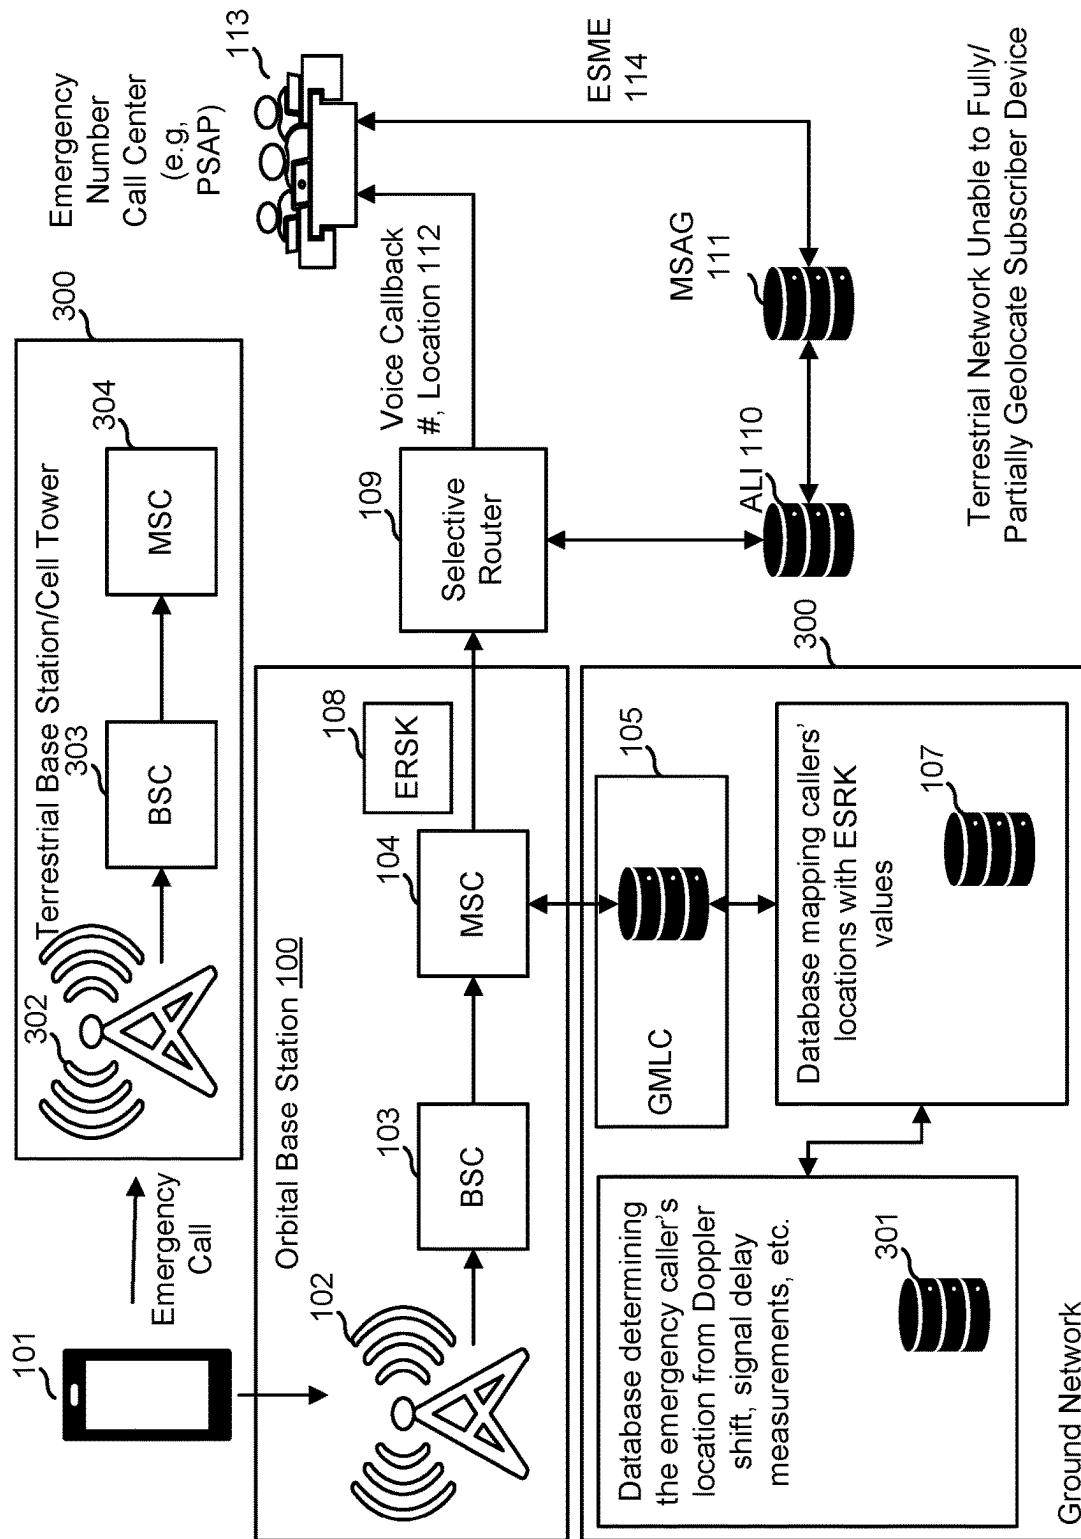 101
Emergency
Call
300
Terrestrial Base Station/Cell Tower
302
303
BSC
304
MSC
Emergency
Number
Call Center
(e.g,
PSAP)
113
Orbital Base Station 100
102
103
BSC
104
MSC
108
ERSK
109
Selective
Router
Voice Callback
#, Location 112
ESME
114
105
GMLC
300
ALI 110
MSAG
111
Database determining
the emergency caller's
location from Doppler
shift, signal delay
measurements, etc.
301
Database mapping callers'
locations with ESRK
values
107
Ground Network
Terrestrial Network Unable to Fully/
Partially Geolocate Subscriber Device